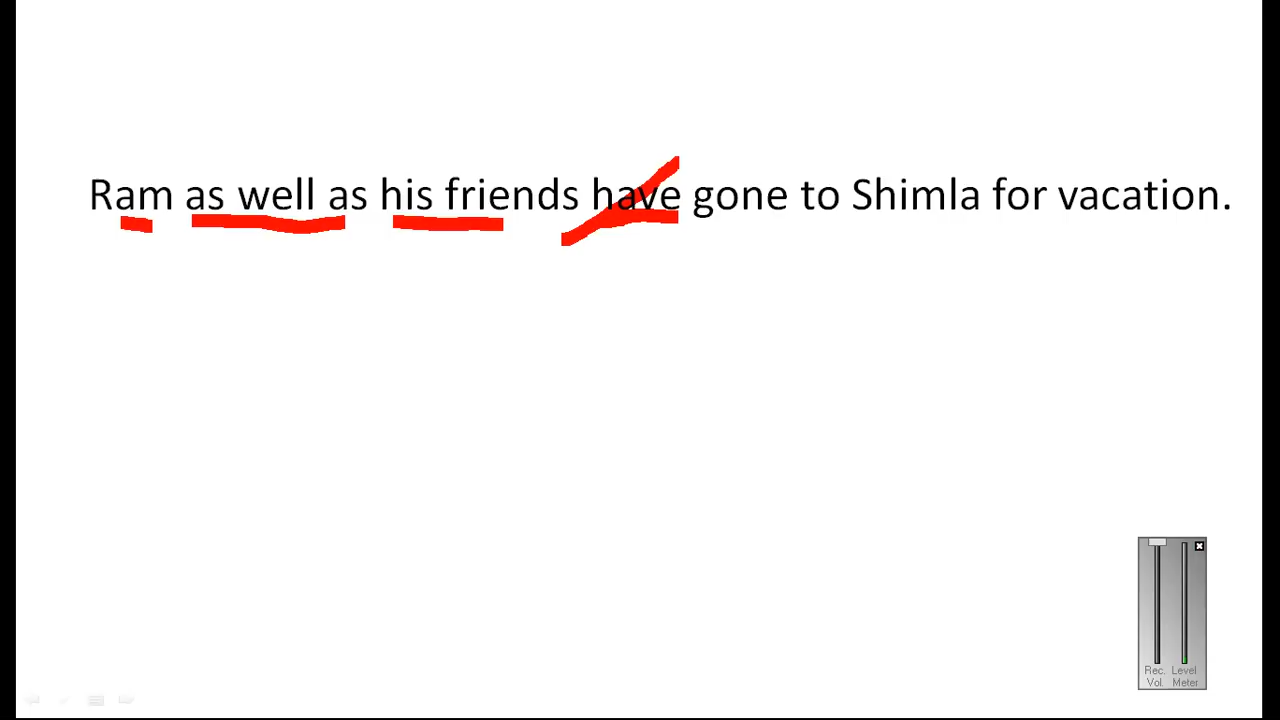 Ram as well as his friends have gone to Shimla for vacation.
Rec. Level
Vol. Meter